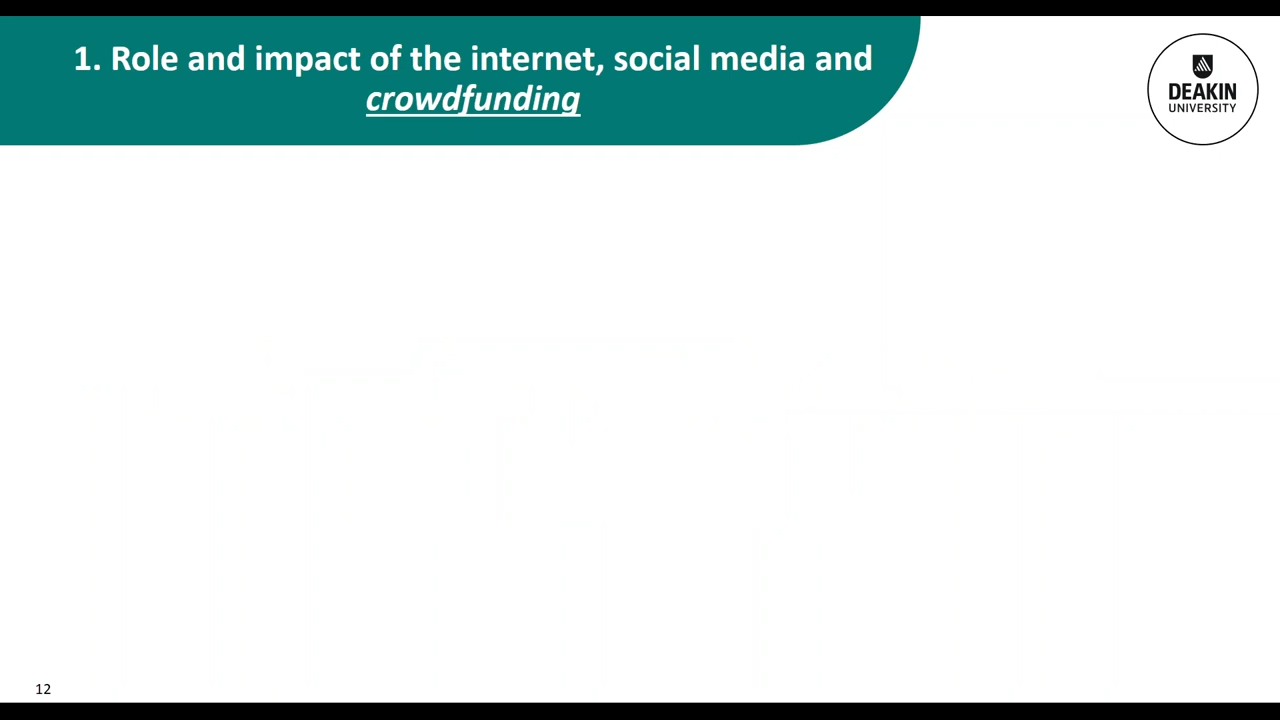 1. Role and impact of the internet, social media and
crowdfunding
DEAKIN
UNIVERSITY
12